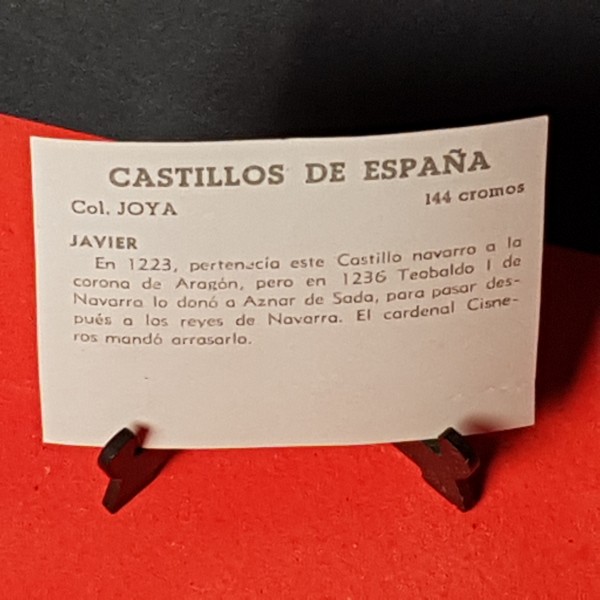 CASTILLOS DE ESPAÑA
Col. JOYA
144 cromos
JAVIER
En 1223, pertenecía este Castillo navarro a la
corona de Aragón, pero en 1236 Teobaldo I de
Navarra lo donó a Aznar de Sada, para pasar des-
pués a los reyes de Navarra. El cardenal Cisne-
ros mandó arrasarlo.